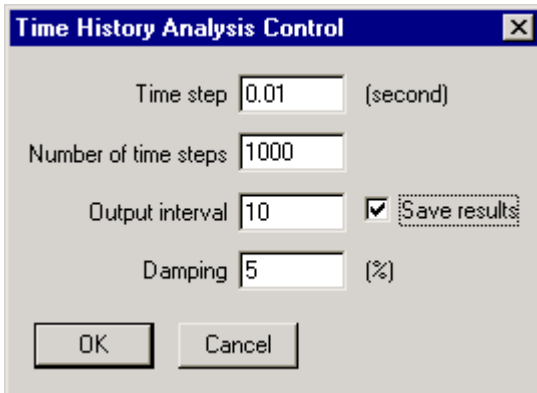 Time History Analysis Control
Time step 0.01 (second)
Number of time steps 1000
Output interval 10 Save results
Damping 5 (%)
OK Cancel